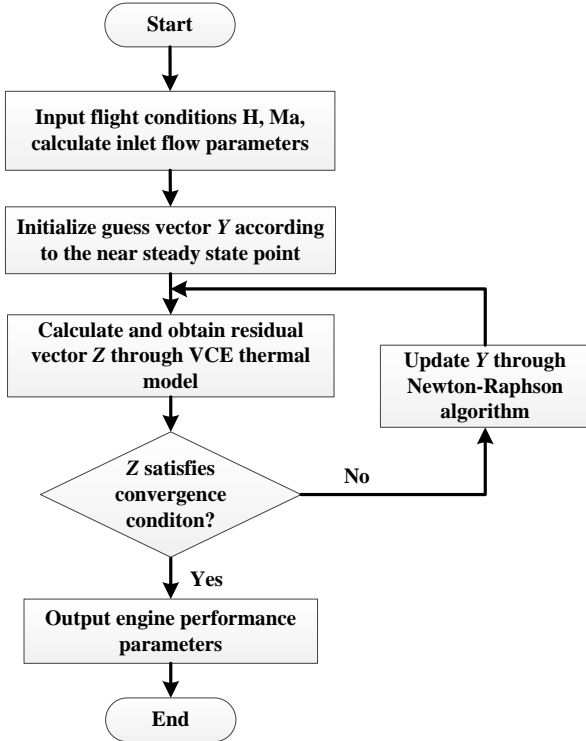 Start
Input flight conditions H, Ma,
calculate inlet flow parameters
Initialize guess vector Y according
to the near steady state point
Calculate and obtain residual
vector Z through VCE thermal
model
Update Y through
Newton-Raphson
algorithm
Z satisfies
convergence
conditon?
No
Yes
Output engine performance
parameters
End